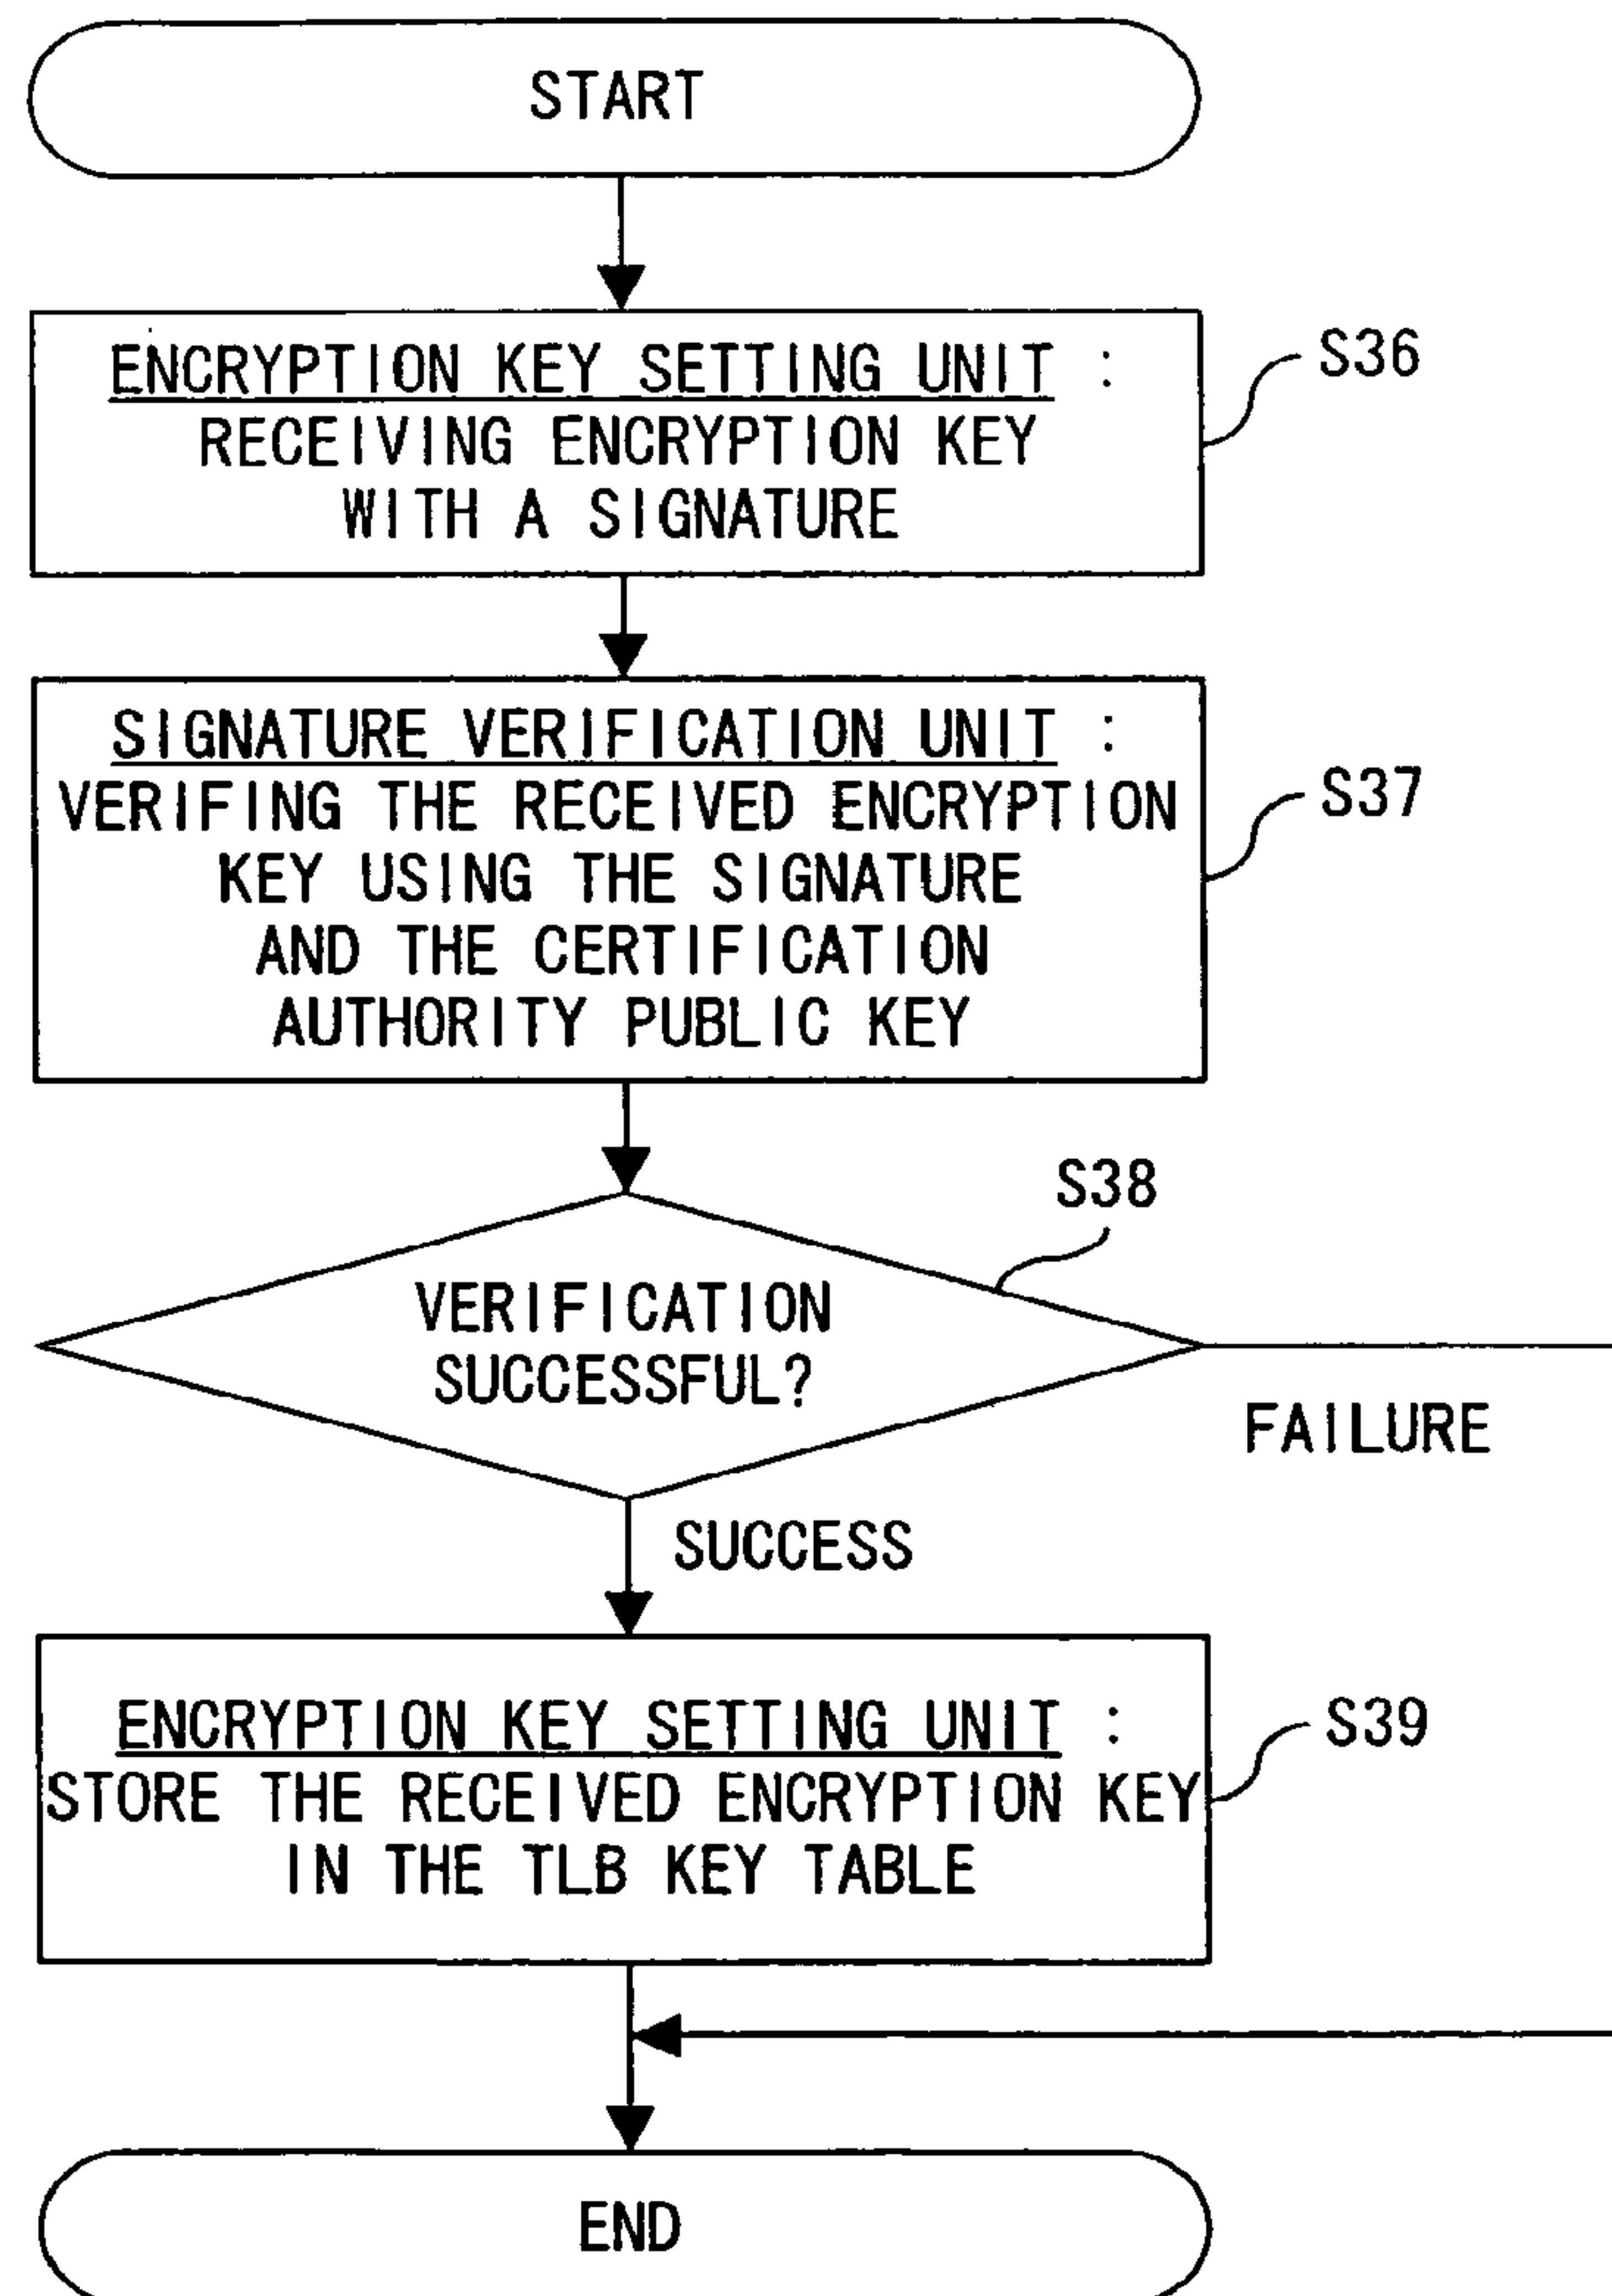 START
ENCRYPTION KEY SETTING UNIT :
RECEIVING ENCRYPTION KEY
WITH A SIGNATURE
S36
SIGNATURE VERIFICATION UNIT :
VERIFING THE RECEIVED ENCRYPTION
KEY USING THE SIGNATURE
AND THE CERTIFICATION
AUTHORITY PUBLIC KEY
S37
S38
VERIFICATION
SUCCESSFUL?
FAILURE
SUCCESS
ENCRYPTION KEY SETTING UNIT :
STORE THE RECEIVED ENCRYPTION KEY
IN THE TLB KEY TABLE
S39
END